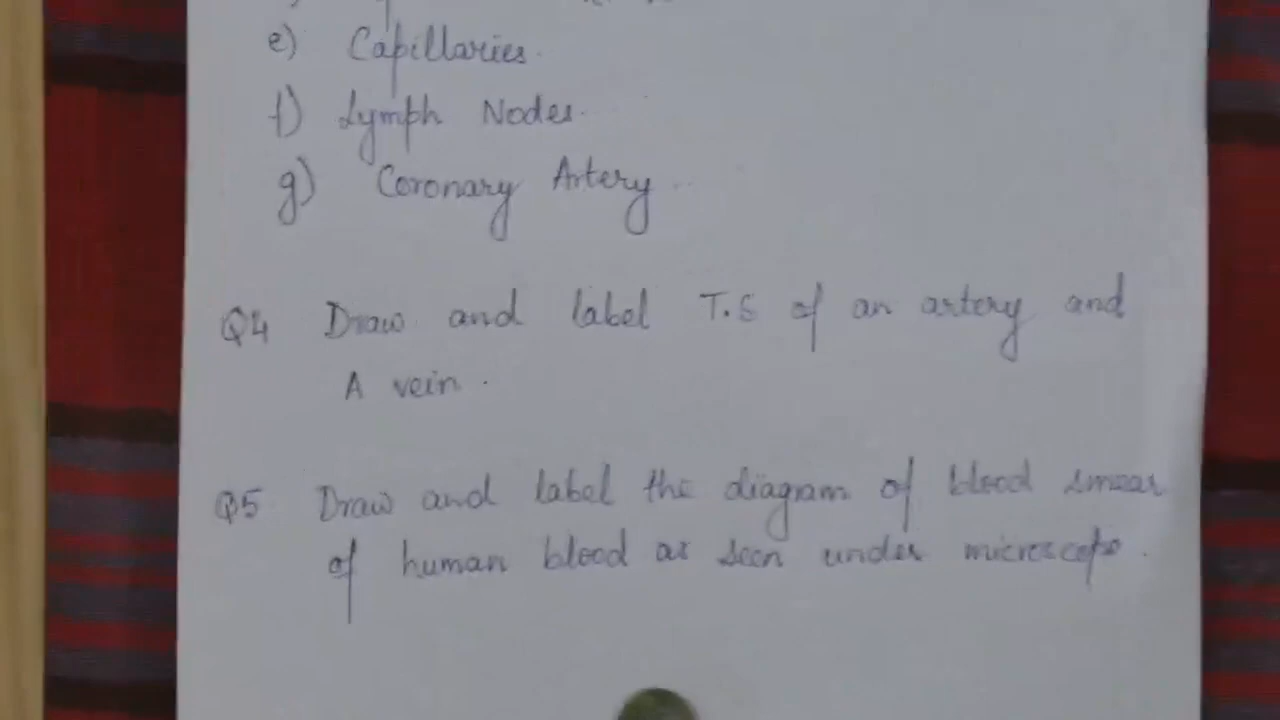 e) Capillaries.
f) Lymph Nodes.
g) Coronary Artery
Q4 Draw and label T.S of an artery and
A vein.
Q5 Draw and label the diagram of blood smear
of human blood as seen under microscope.